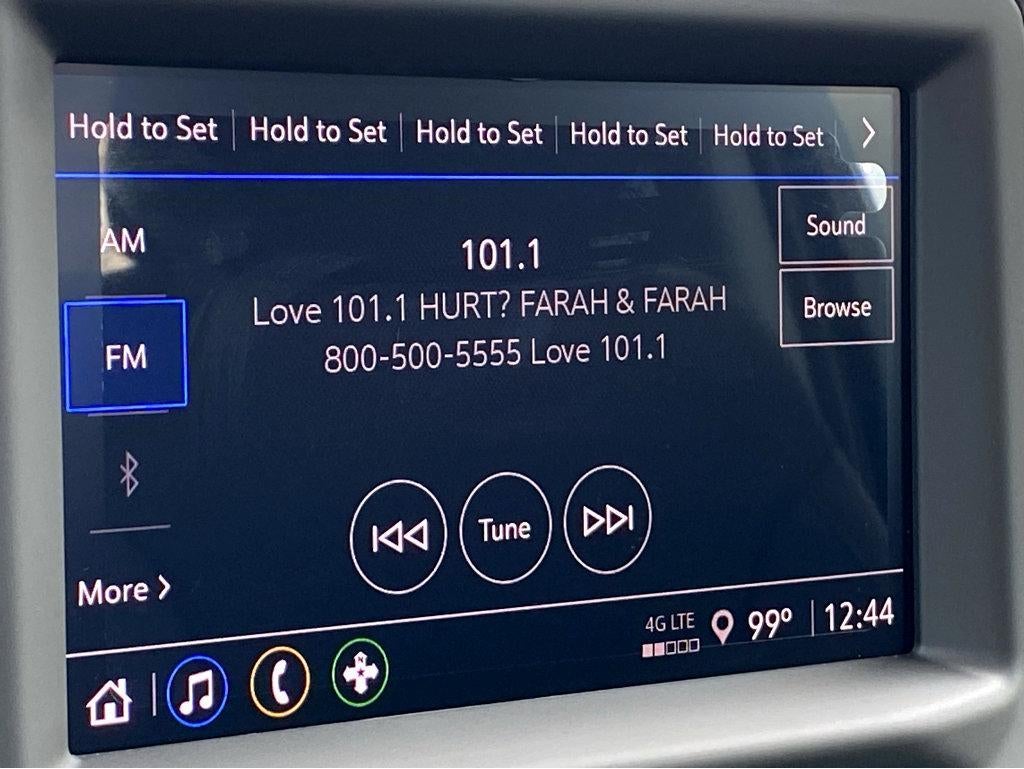 Hold to Set Hold to Set Hold to Set Hold to Set Hold to Set
AM
Sound
101.1
Love 101.1 HURT? FARAH & FARAH
Browse
FM
800-500-5555 Love 101.1
Tune
More
4G LTE 99° 12:44
N